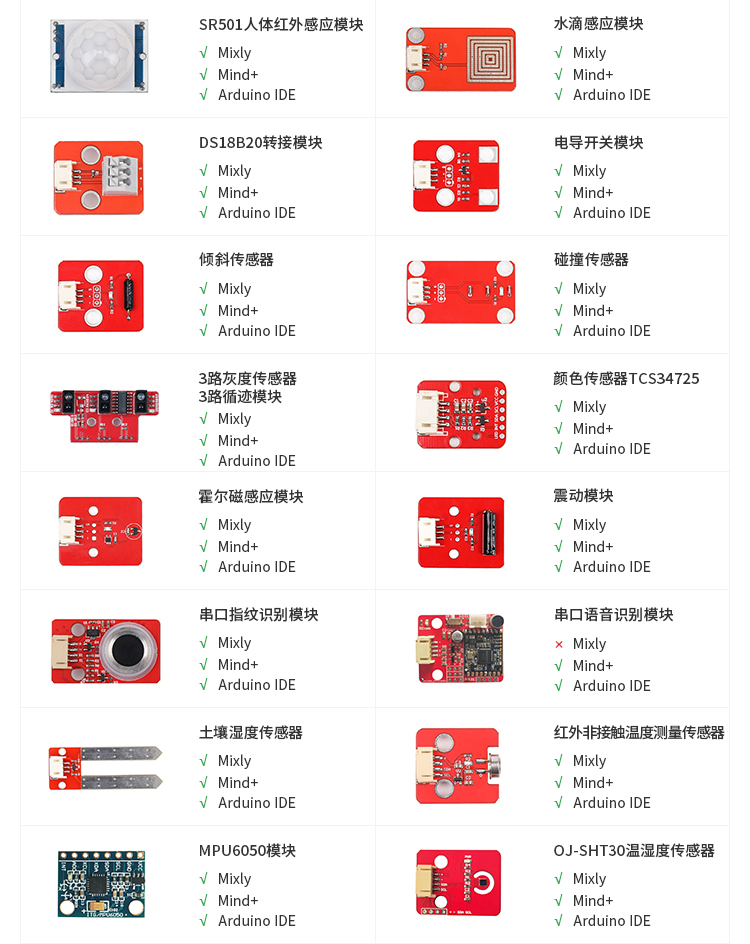 SR501人体红外感应模块
√ Mixly
√ Mind+
√ Arduino IDE
水滴感应模块
√ Mixly
√ Mind+
√ Arduino IDE
DS18B20转接模块
√ Mixly
√ Mind+
√ Arduino IDE
电导开关模块
√ Mixly
√ Mind+
√ Arduino IDE
倾斜传感器
√ Mixly
√ Mind+
√ Arduino IDE
碰撞传感器
√ Mixly
√ Mind+
√ Arduino IDE
3路灰度传感器
3路循迹模块
√ Mixly
√ Mind+
√ Arduino IDE
颜色传感器TCS34725
√ Mixly
√ Mind+
√ Arduino IDE
霍尔磁感应模块
√ Mixly
√ Mind+
√ Arduino IDE
震动模块
√ Mixly
√ Mind+
√ Arduino IDE
串口指纹识别模块
√ Mixly
√ Mind+
√ Arduino IDE
串口语音识别模块
× Mixly
√ Mind+
√ Arduino IDE
土壤湿度传感器
√ Mixly
√ Mind+
√ Arduino IDE
红外非接触温度测量传感器
√ Mixly
√ Mind+
√ Arduino IDE
MPU6050模块
√ Mixly
√ Mind+
√ Arduino IDE
OJ-SHT30温湿度传感器
√ Mixly
√ Mind+
√ Arduino IDE